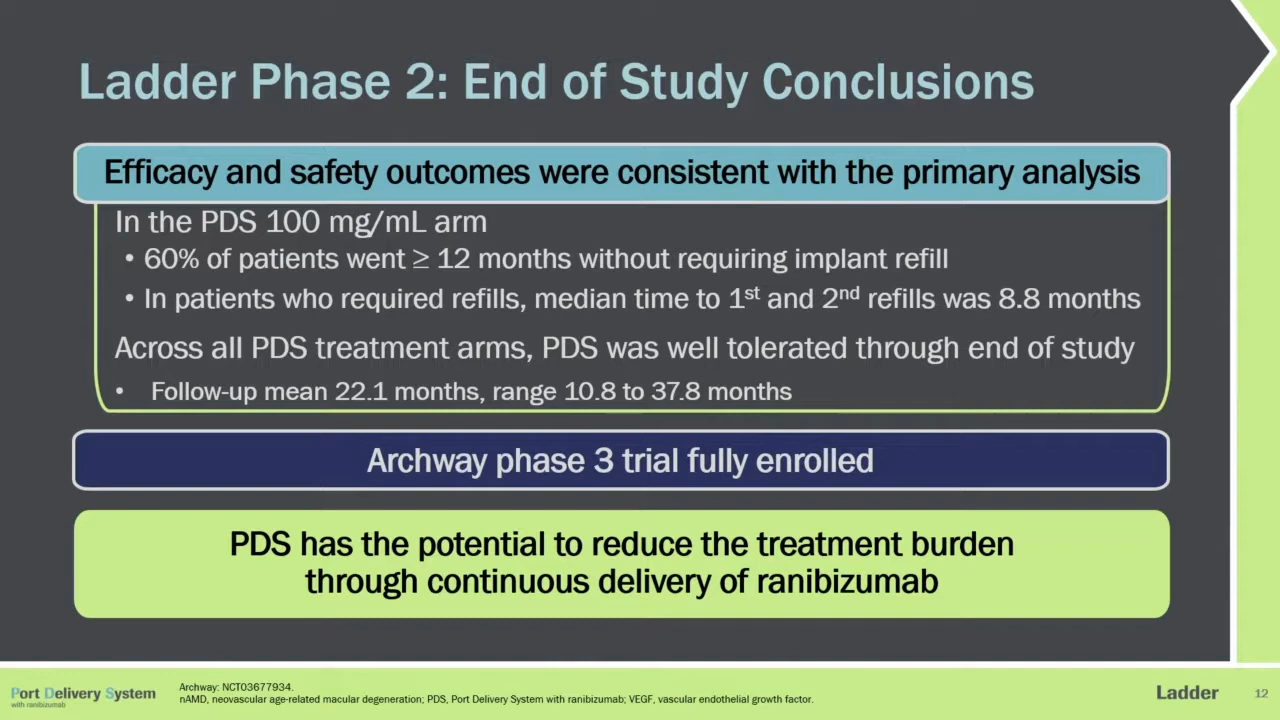 Ladder Phase 2: End of Study Conclusions
Efficacy and safety outcomes were consistent with the primary analysis
In the PDS 100 mg/mL arm
• 60% of patients went ≥ 12 months without requiring implant refill
• In patients who required refills, median time to 1st and 2nd refills was 8.8 months
Across all PDS treatment arms, PDS was well tolerated through end of study
• Follow-up mean 22.1 months, range 10.8 to 37.8 months
Archway phase 3 trial fully enrolled
PDS has the potential to reduce the treatment burden
through continuous delivery of ranibizumab
Port Delivery System
with ranibizumab
Archway: NCT03677934.
nAMD, neovascular age-related macular degeneration; PDS, Port Delivery System with ranibizumab; VEGF, vascular endothelial growth factor.
Ladder
12